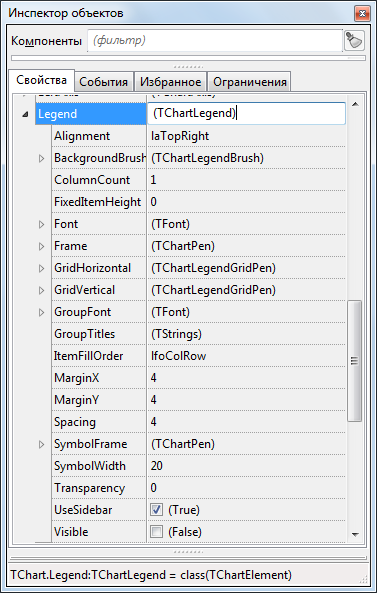 Инспектор объектов
Компоненты (фильтр)
Свойства События Избранное Ограничения
Legend (TChartLegend)
Alignment laTopRight
BackgroundBrush (TChartLegendBrush)
ColumnCount 1
FixedItemHeight 0
Font (TFont)
Frame (TChartPen)
GridHorizontal (TChartLegendGridPen)
GridVertical (TChartLegendGridPen)
GroupFont (TFont)
GroupTitles (TStrings)
ItemFillOrder lfoColRow
MarginX 4
MarginY 4
Spacing 4
SymbolFrame (TChartPen)
SymbolWidth 20
Transparency 0
UseSidebar (True)
Visible (False)
TChart.Legend:TChartLegend = class(TChartElement)